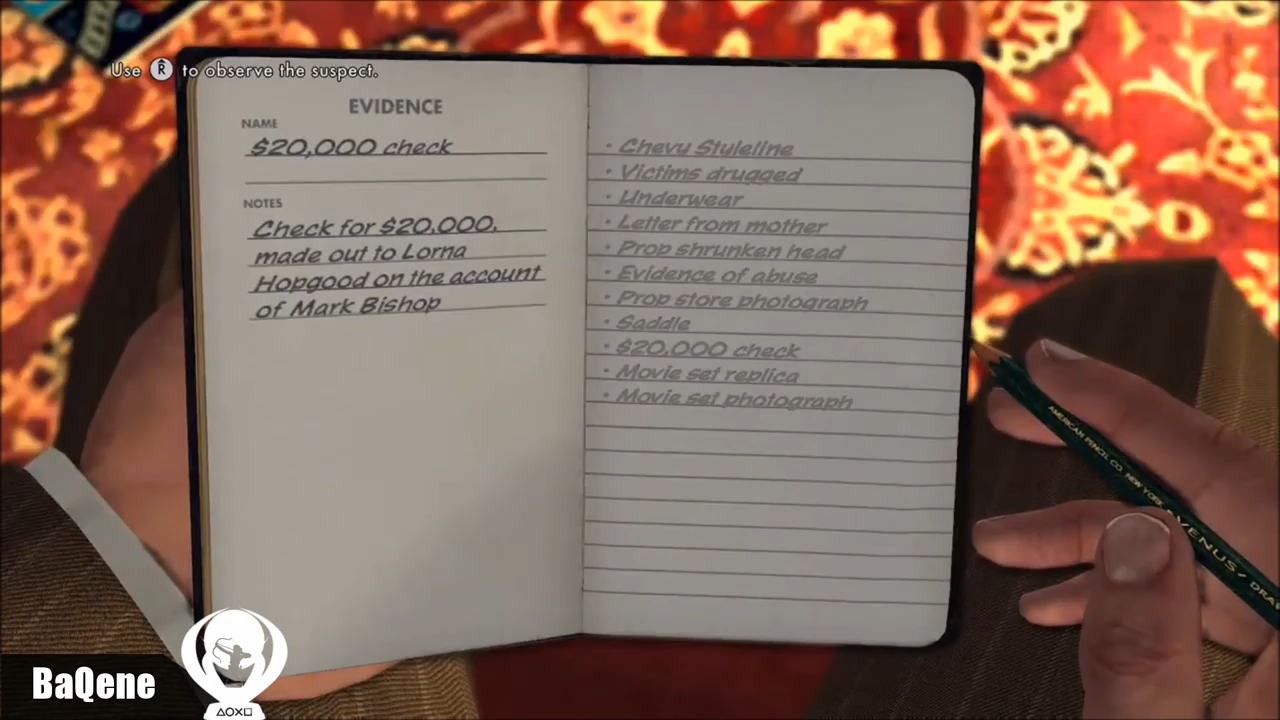 Use R to observe the suspect.
EVIDENCE
NAME
$20,000 check
NOTES
Check for $20,000,
made out to Lorna
Hopgood on the account
of Mark Bishop
• Chevy Styleline
• Victims drugged
• Underwear
• Letter from mother
• Prop shrunken head
• Evidence of abuse
• Prop store photograph
• Saddle
• $20,000 check
• Movie set replica
• Movie set photograph
AMERICAN PENCIL CO. NEW YORK VENUS/ DRA
BaQene